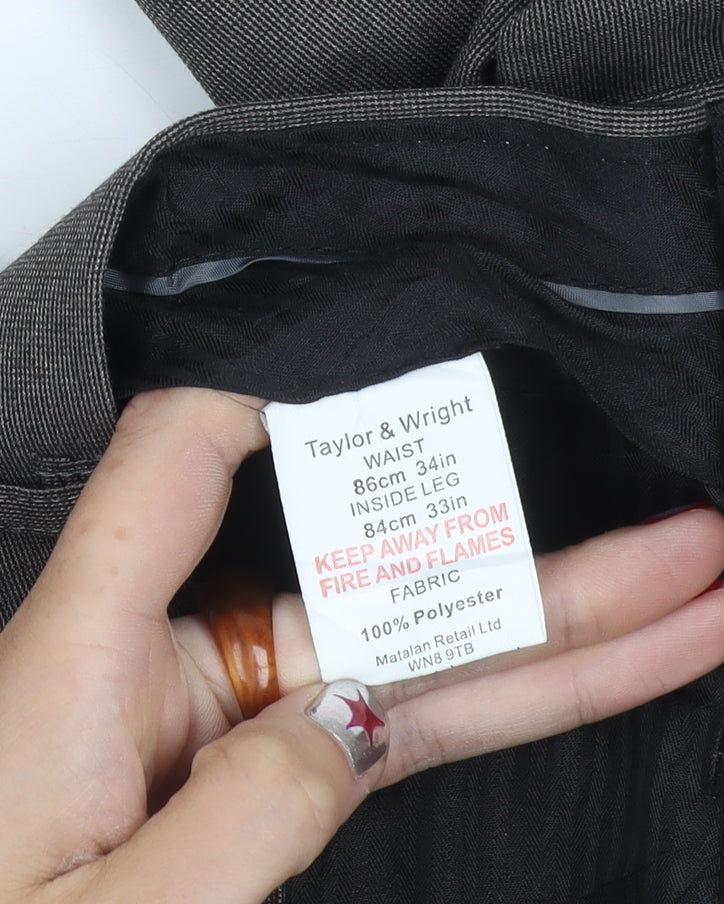 Taylor & Wright
WAIST
86cm 34in
INSIDE LEG
84cm 33in
KEEP AWAY FROM
FIRE AND FLAMES
FABRIC
100% Polyester
Matalan Retail Ltd
WN8 9TB